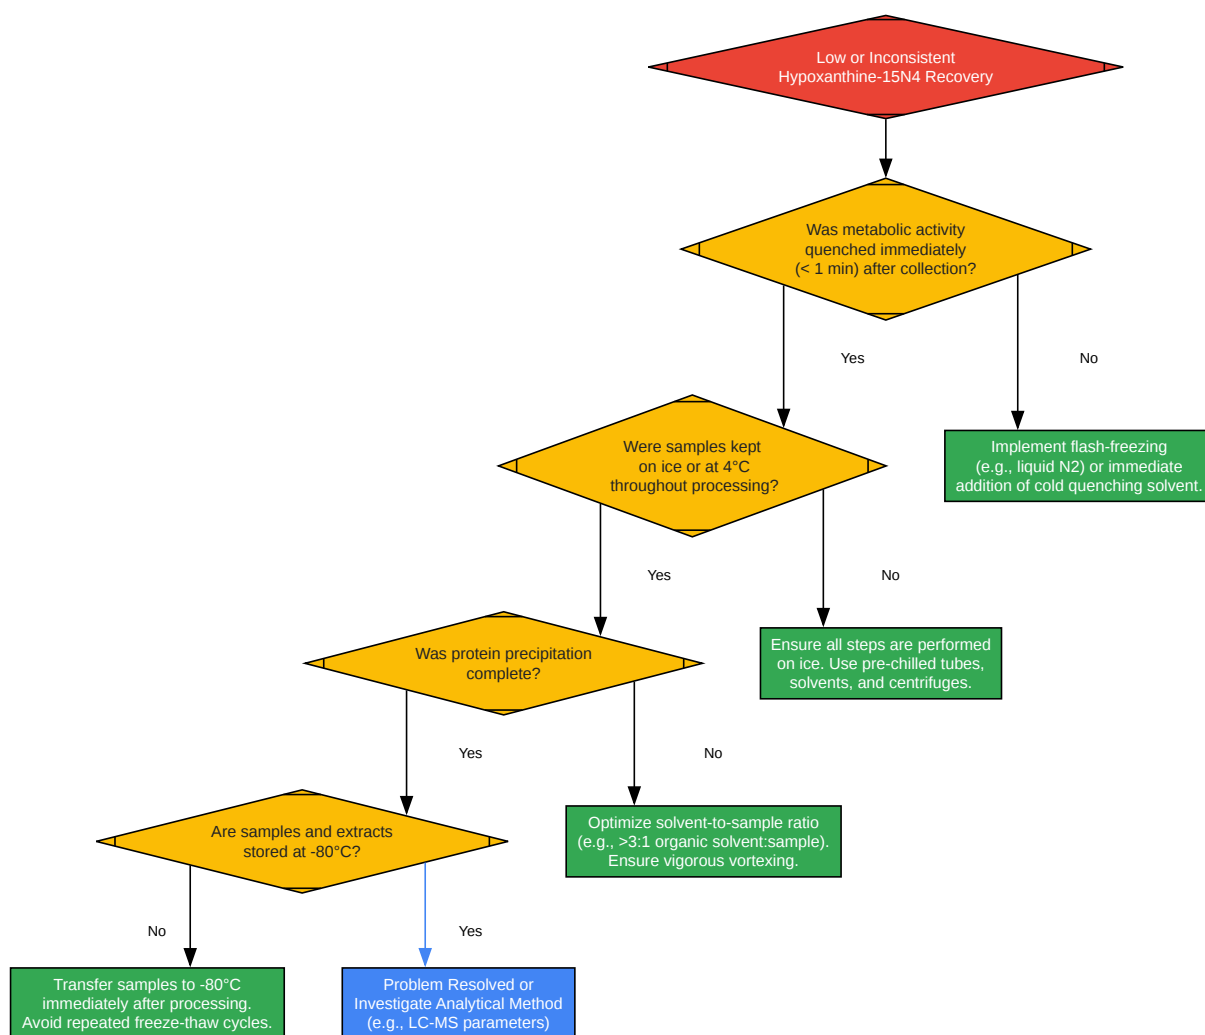 Low or Inconsistent
Hypoxanthine-15N4 Recovery
Was metabolic activity
quenched immediately
(< 1 min) after collection?
Yes
No
Were samples kept
on ice or at 4°C
throughout processing?
Implement flash-freezing
(e.g., liquid N2) or immediate
addition of cold quenching solvent.
Yes
No
Was protein precipitation
complete?
Ensure all steps are performed
on ice. Use pre-chilled tubes,
solvents, and centrifuges.
Yes
No
Are samples and extracts
stored at -80°C?
Optimize solvent-to-sample ratio
(e.g., >3:1 organic solvent:sample).
Ensure vigorous vortexing.
No
Yes
Transfer samples to -80°C
immediately after processing.
Avoid repeated freeze-thaw cycles.
Problem Resolved or
Investigate Analytical Method
(e.g., LC-MS parameters)